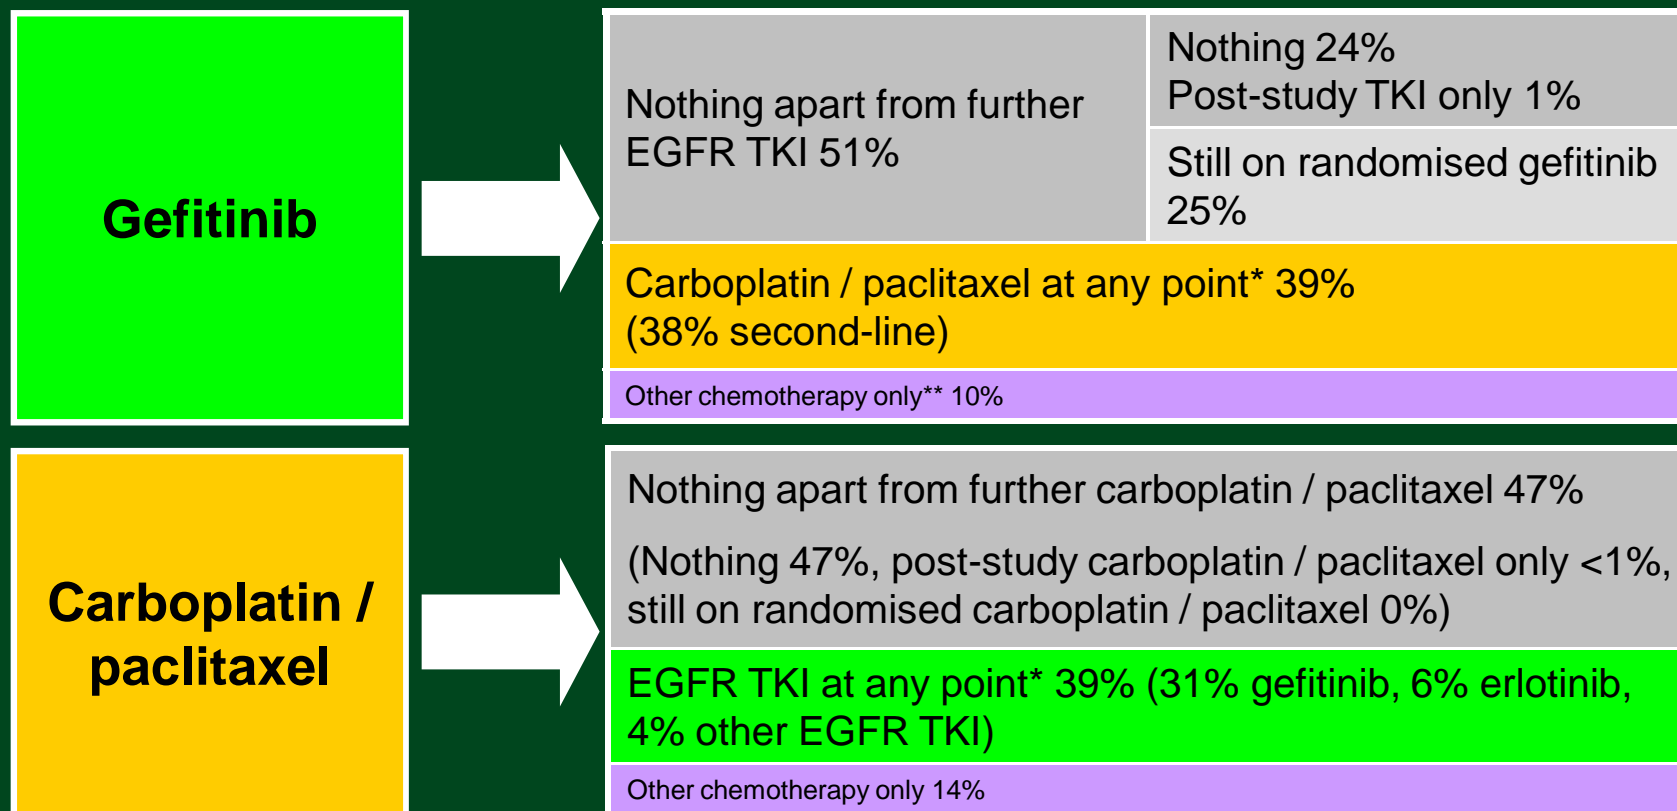 Gefitinib
Nothing apart from further
EGFR TKI 51%
Nothing 24%
Post-study TKI only 1%
Still on randomised gefitinib
25%
Carboplatin / paclitaxel at any point* 39%
(38% second-line)
Other chemotherapy only** 10%
Carboplatin /
paclitaxel
Nothing apart from further carboplatin / paclitaxel 47%
(Nothing 47%, post-study carboplatin / paclitaxel only <1%,
still on randomised carboplatin / paclitaxel 0%)
EGFR TKI at any point* 39% (31% gefitinib, 6% erlotinib,
4% other EGFR TKI)
Other chemotherapy only 14%